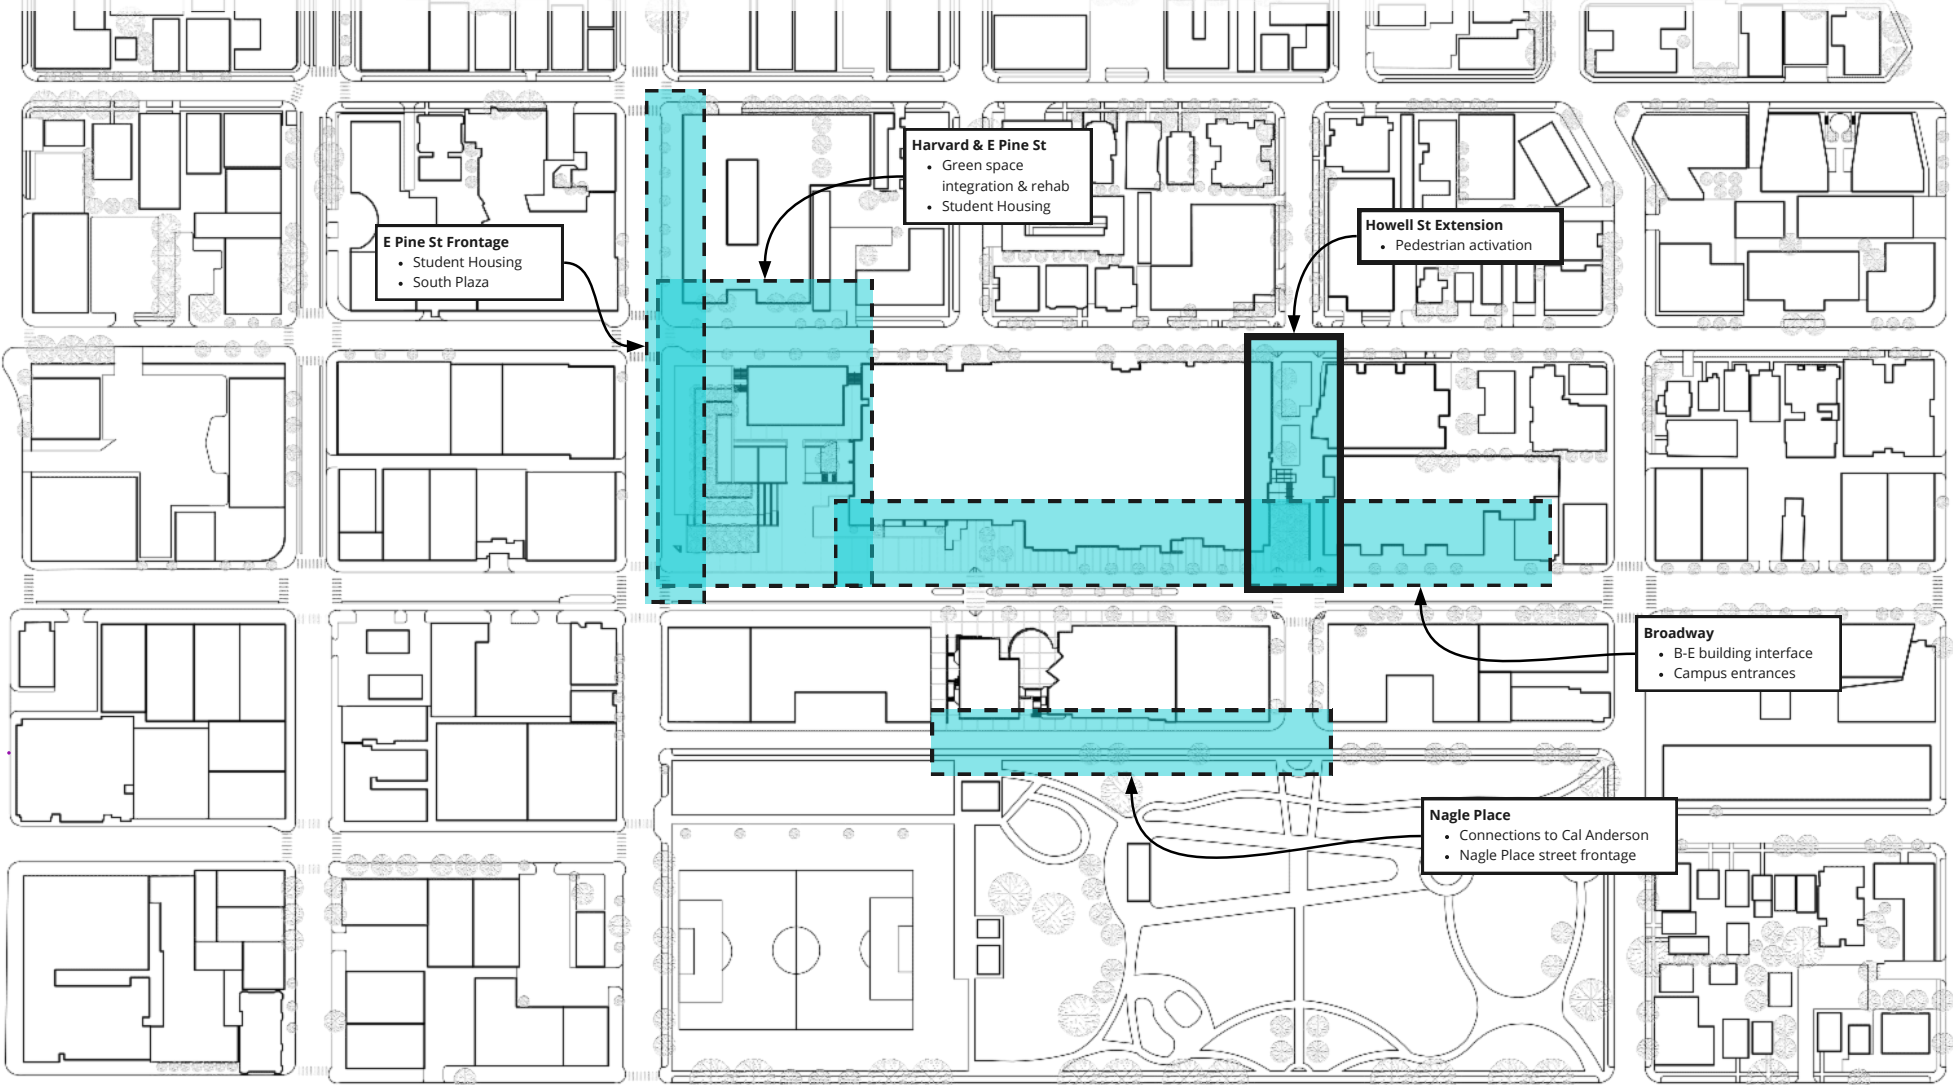 Harvard & E Pine St
• Green space
integration & rehab
• Student Housing
E Pine St Frontage
• Student Housing
• South Plaza
Howell St Extension
• Pedestrian activation
Broadway
• B-E building interface
• Campus entrances
Nagle Place
• Connections to Cal Anderson
• Nagle Place street frontage